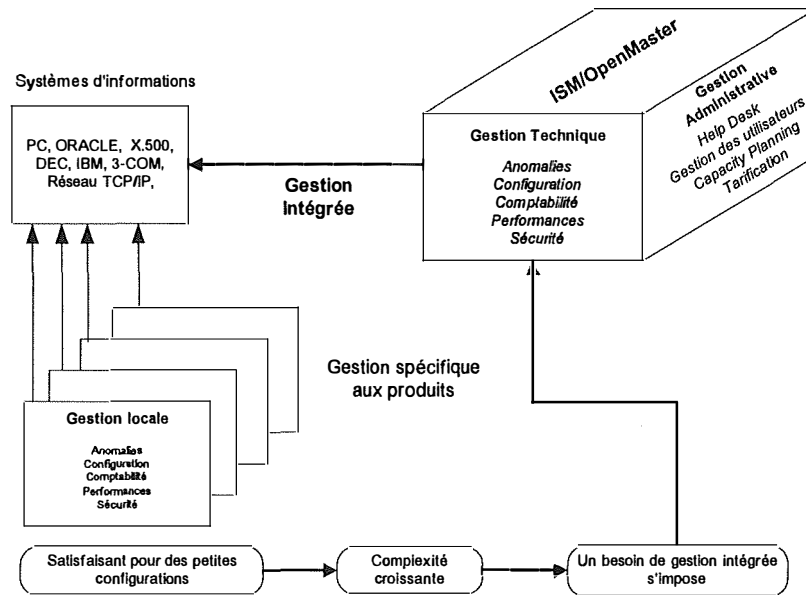 Systèmes d'informations
PC, ORACLE, X.500,
DEC, IBM, 3-COM,
Réseau TCP/IP,
Gestion
Intégrée
ISM/OpenMaster
Gestion Technique
Anomalies
Configuration
Comptabilité
Performances
Sécurité
Gestion
Administrative
Help Desk
Gestion des utilisateurs
Capacity Planning
Tarification
Gestion spécifique
aux produits
Gestion locale
Anomalies
Configuration
Comptabilité
Performances
Sécurité
Satisfaisant pour des petites
configurations
Complexité
croissante
Un besoin de gestion intégrée
s'impose